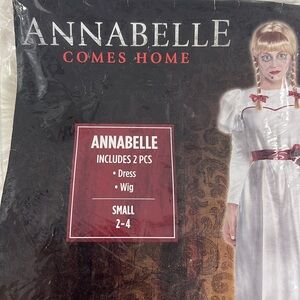 ANNABELLE
COMES HOME
ANNABELLE
INCLUDES 2 PCS
• Dress
• Wig
SMALL
2-4